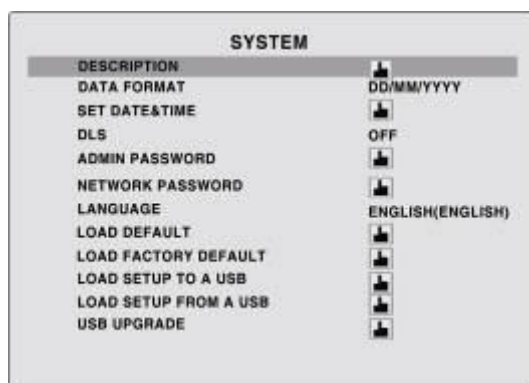 SYSTEM
DESCRIPTION
DATA FORMAT DD/MM/YYYY
SET DATE&TIME
DLS OFF
ADMIN PASSWORD
NETWORK PASSWORD
LANGUAGE ENGLISH(ENGLISH)
LOAD DEFAULT
LOAD FACTORY DEFAULT
LOAD SETUP TO A USB
LOAD SETUP FROM A USB
USB UPGRADE